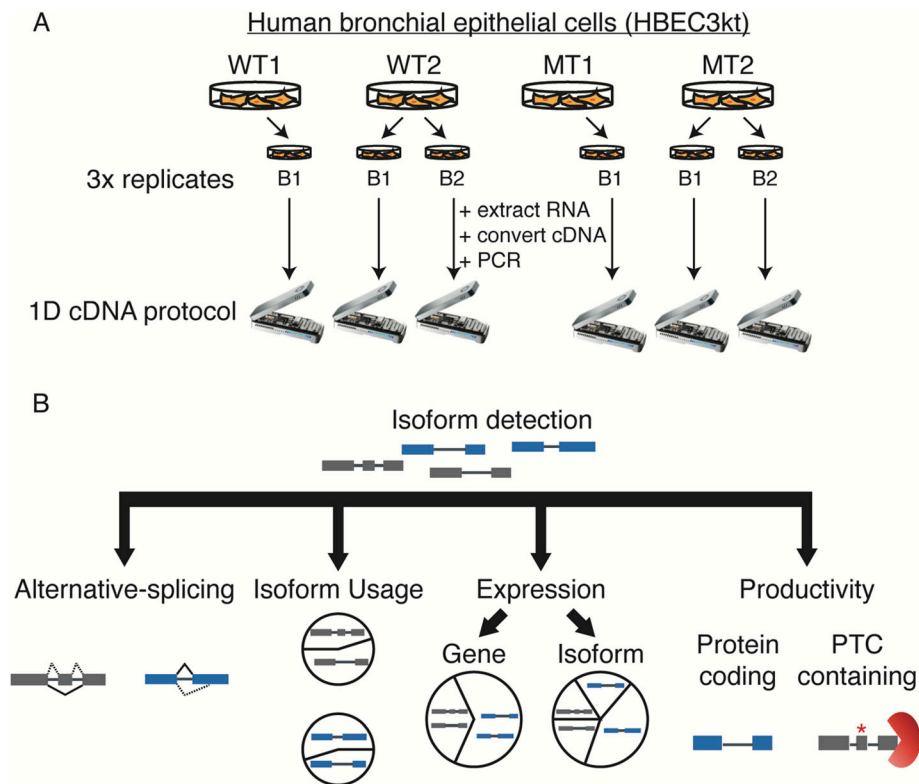 A
Human bronchial epithelial cells (HBEC3kt)
WT1 WT2 MT1 MT2
3x replicates
B1 B1 B2 B1 B1 B2
+ extract RNA
+ convert cDNA
+ PCR
1D cDNA protocol
B
Isoform detection
Alternative-splicing Isoform Usage Expression Productivity
Gene Isoform
Protein coding
PTC containing
*